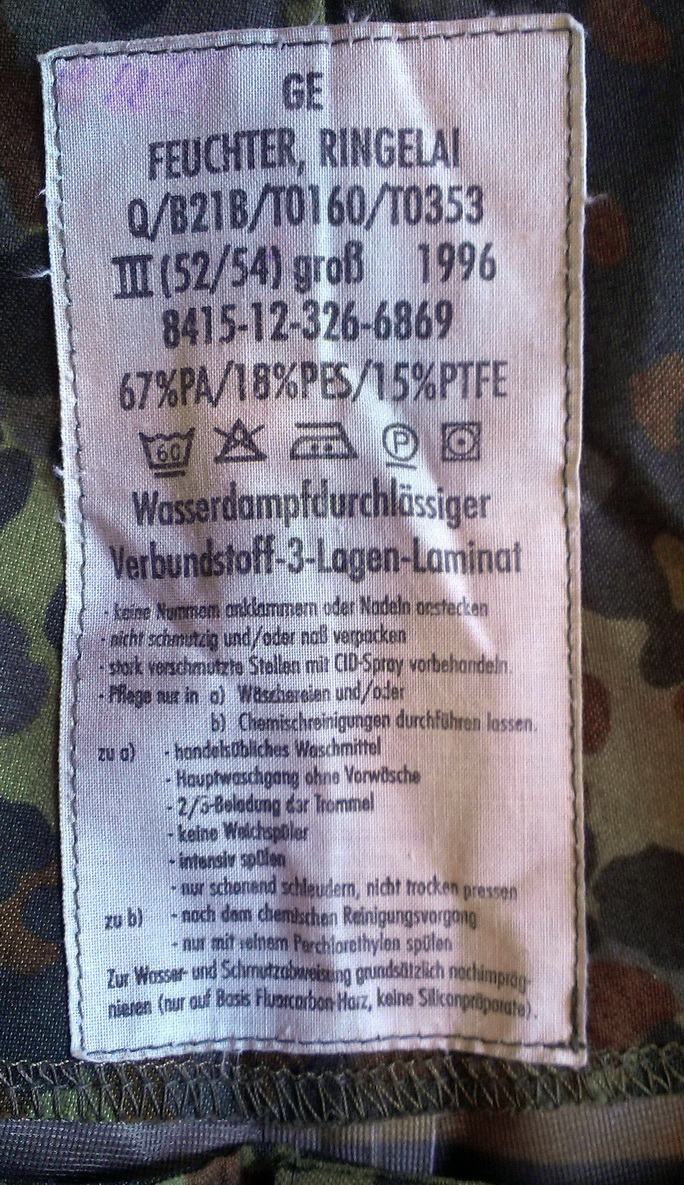 GE
FEUCHTER, RINGELAI
Q/B21B/T0160/T0353
III (52/54) groß 1996
8415-12-326-6869
67%PA/18%PES/15%PTFE
60 P
Wasserdampfdurchlässiger
Verbundstoff-3-Lagen-Laminat
- keine Nummern anklammern oder Nadeln anstecken
- nicht schmutzig und/oder naß verpacken
- stark verschmutzte Stellen mit CID-Spray vorbehandeln.
- Pflege nur in a) Wäschereien und/oder
b) Chemischreinigungen durchführen lassen.
zu a) - handelsübliches Waschmittel
- Hauptwaschgang ohne Vorwäsche
- 2/3-Beladung der Trommel
- keine Weichspüler
- intensiv spülen
- nur schonend schleudern, nicht trocken pressen
zu b) - nach dem chemischen Reinigungsvorgang
- nur mit reinem Perchlorethylen spülen
Zur Wasser- und Schmutzabweisung grundsätzlich nachimpräg-
nieren (nur auf Basis Fluorcarbon-Harz, keine Siliconpräparate).